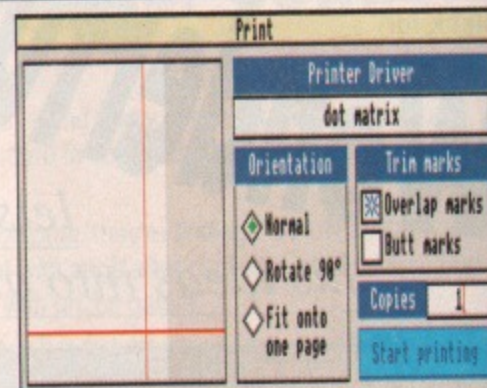 Print
Printer Driver
dot matrix
Orientation
Normal
Rotate 90°
Fit onto
one page
Trim marks
Overlap marks
Butt marks
Copies 1
Start printing